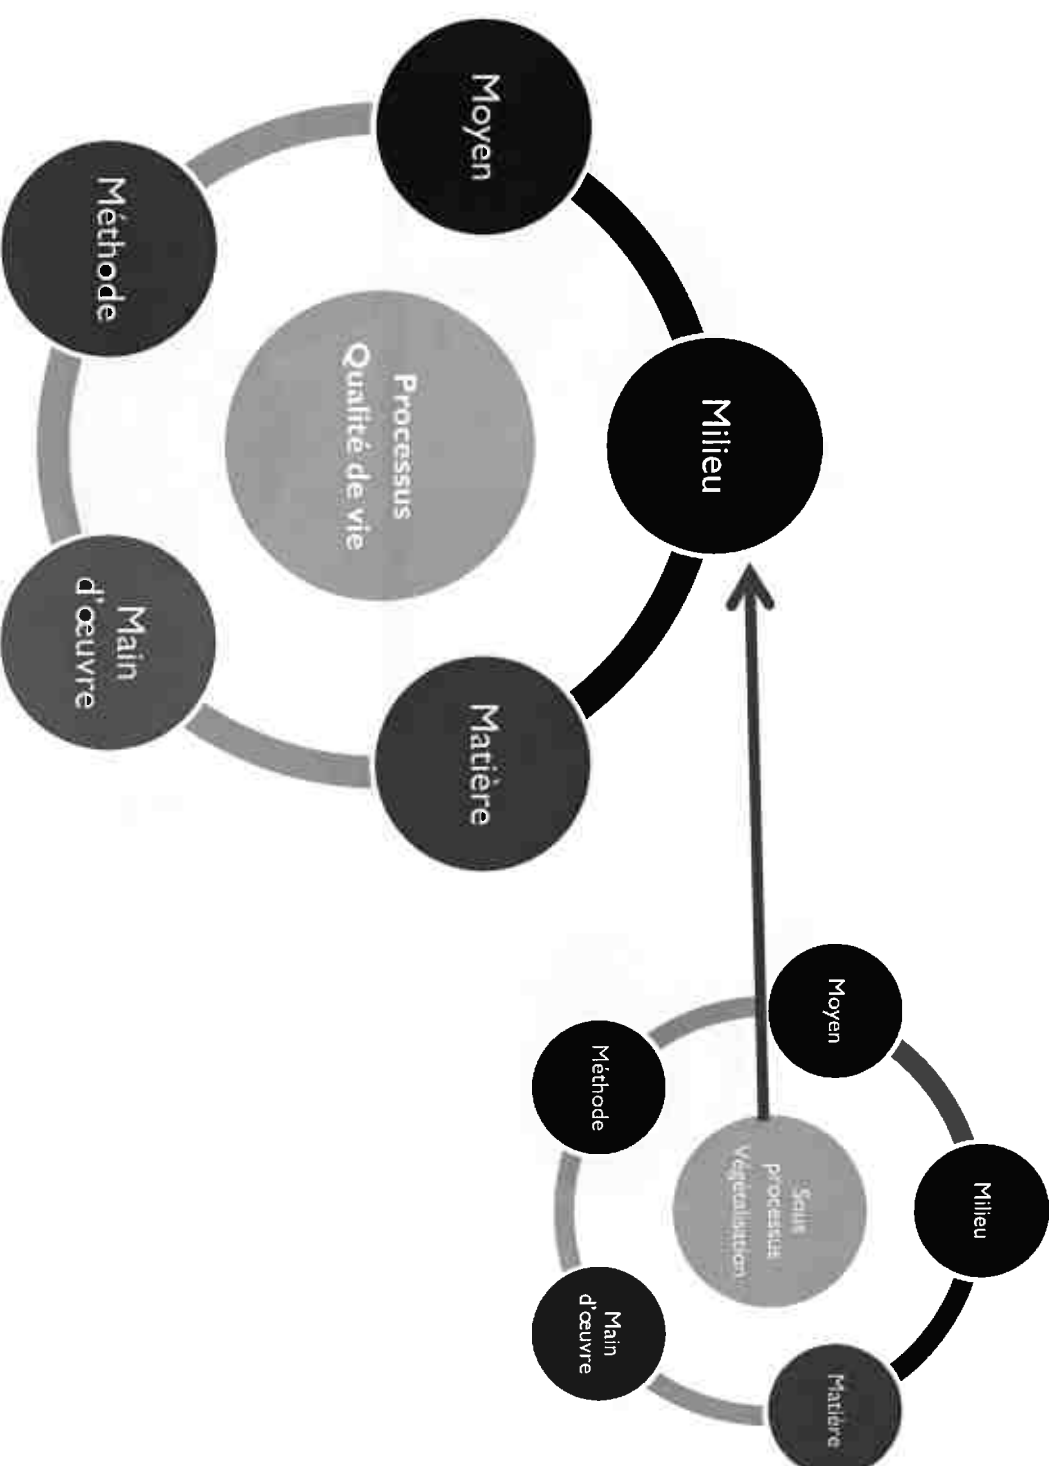 Milieu
Moyen
Matière
Processus
Qualité de vie
Méthode
Main
d'œuvre
Milieu
Moyen
Matière
Sous
processus
Végétalisation
Méthode
Main
d'œuvre